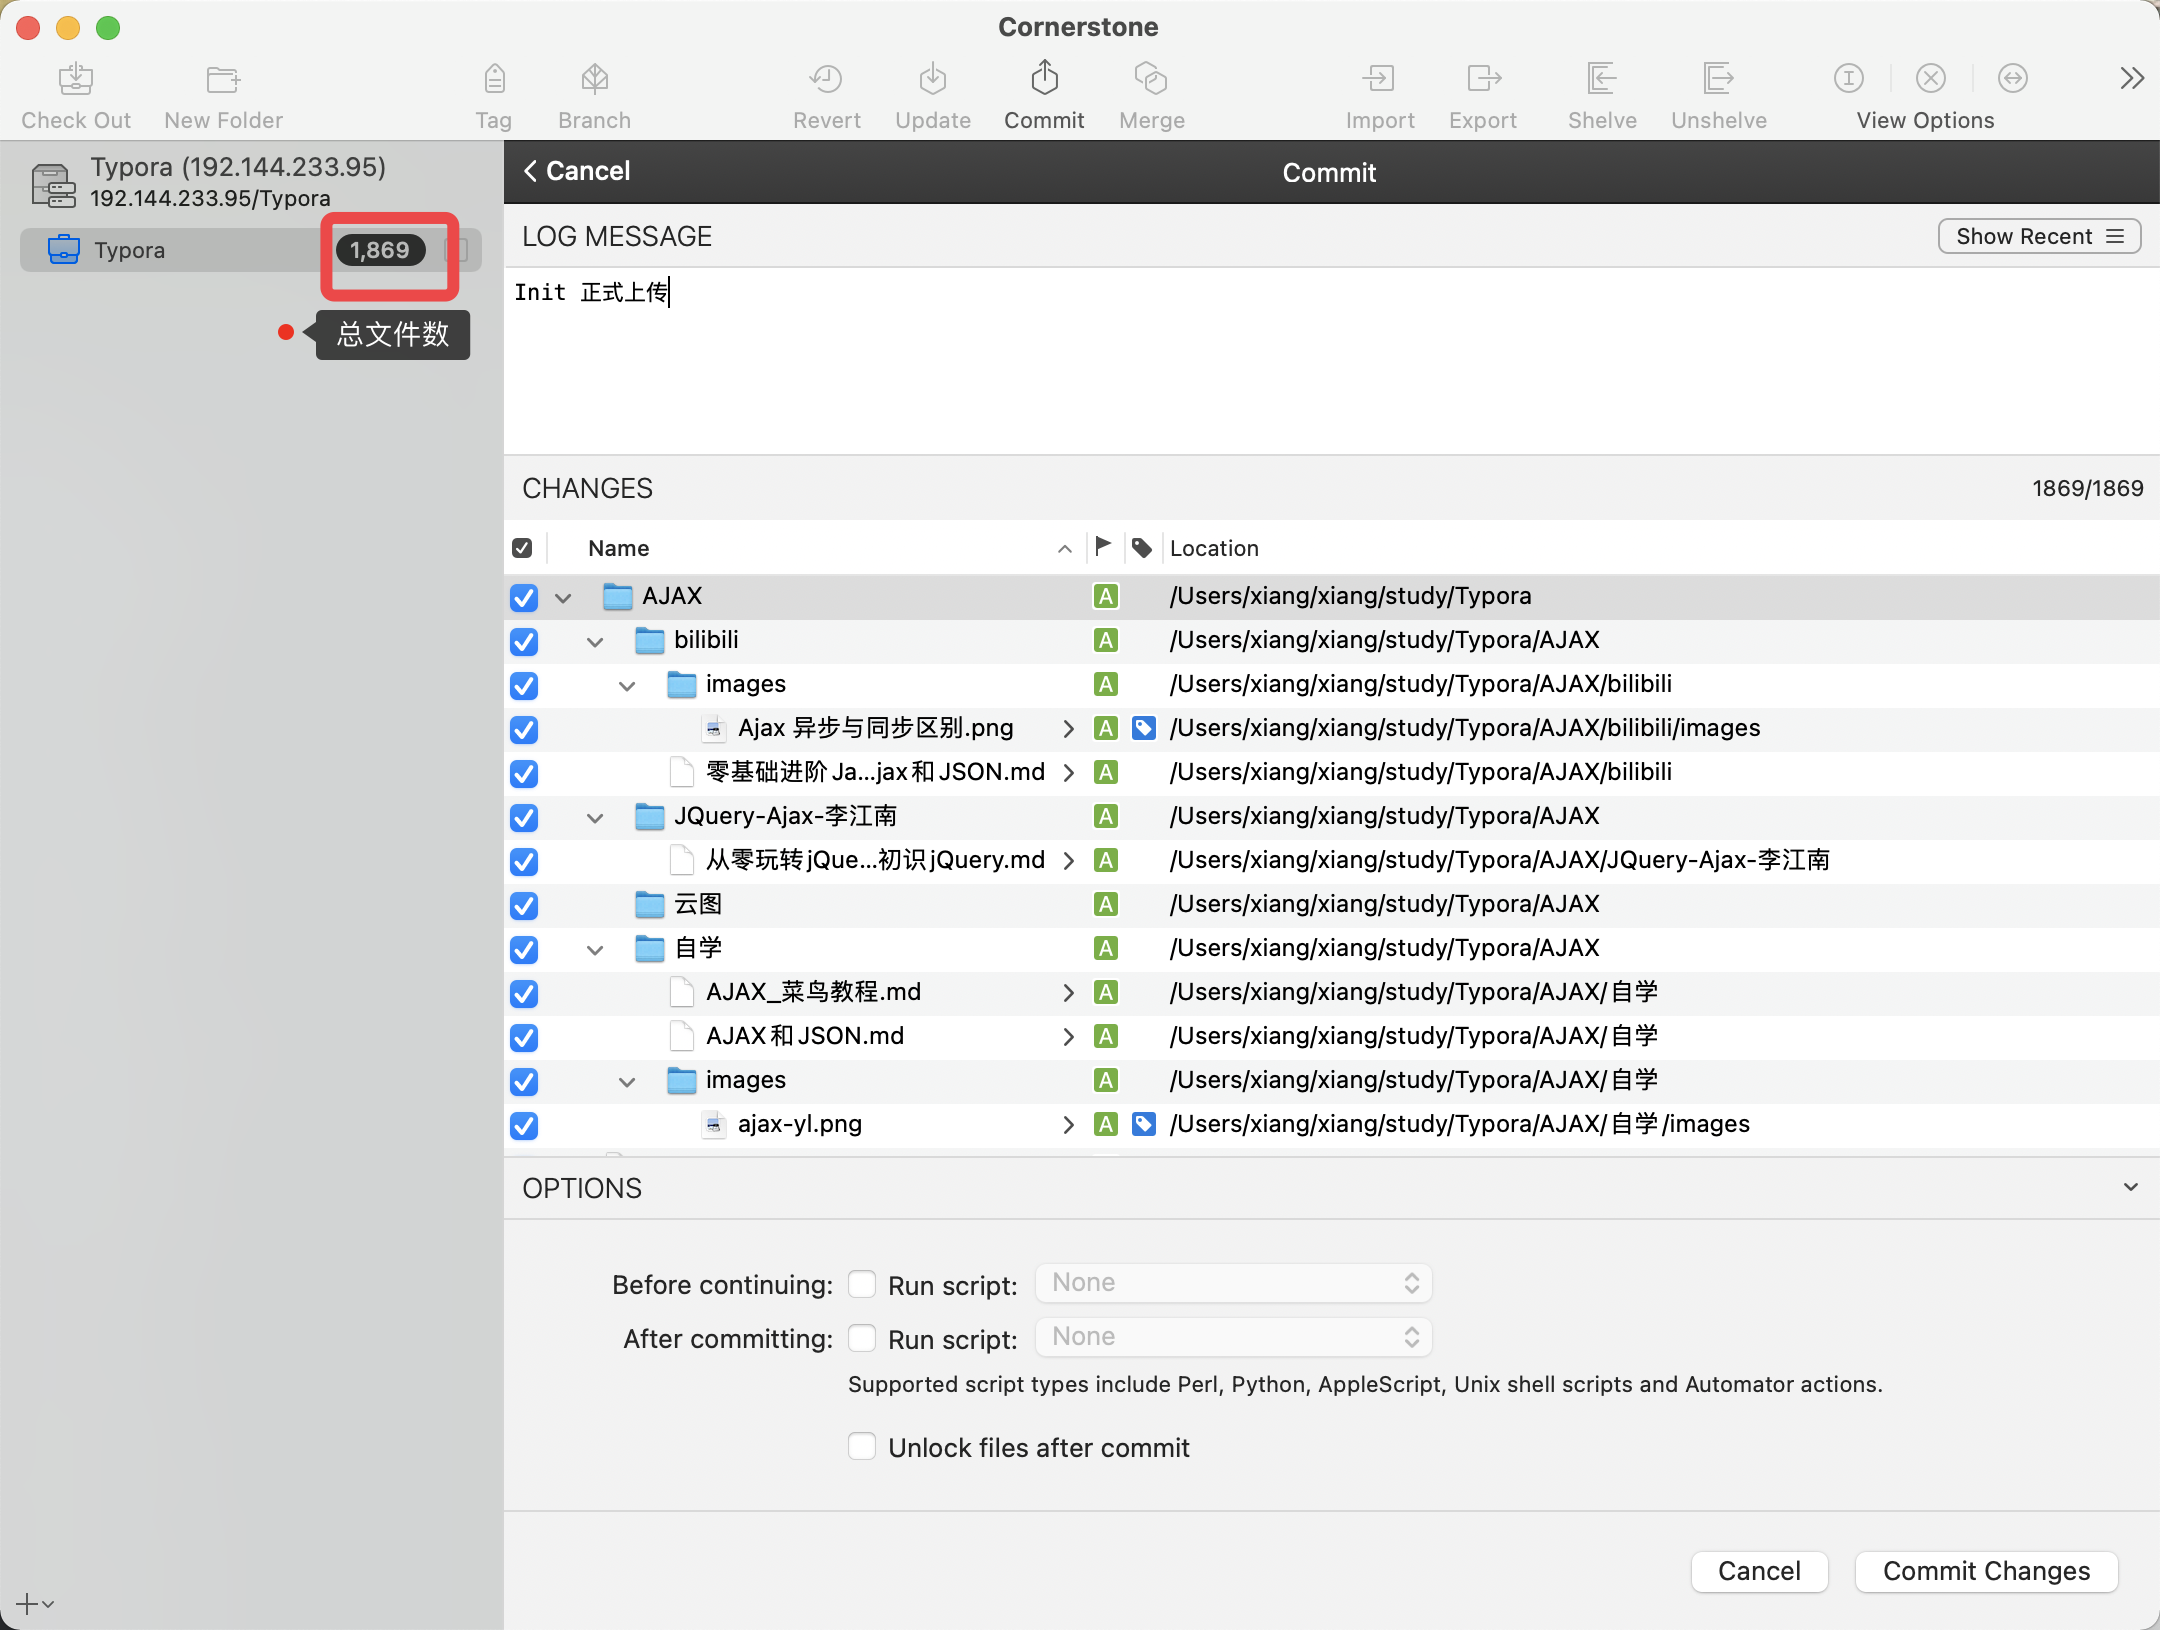 Cornerstone
Check Out
New Folder
Tag
Branch
Revert
Update
Commit
Merge
Import
Export
Shelve
Unshelve
View Options
Typora (192.144.233.95)
192.144.233.95/Typora
Typora 1,869
总文件数
Cancel
Commit
LOG MESSAGE
Show Recent
Init 正式上传
CHANGES
1869/1869
Name Location
AJAX A /Users/xiang/xiang/study/Typora
bilibili A /Users/xiang/xiang/study/Typora/AJAX
images A /Users/xiang/xiang/study/Typora/AJAX/bilibili
Ajax 异步与同步区别.png A /Users/xiang/xiang/study/Typora/AJAX/bilibili/images
零基础进阶Ja...jax和JSON.md A /Users/xiang/xiang/study/Typora/AJAX/bilibili
JQuery-Ajax-李江南 A /Users/xiang/xiang/study/Typora/AJAX
从零玩转jQue...初识jQuery.md A /Users/xiang/xiang/study/Typora/AJAX/JQuery-Ajax-李江南
云图 A /Users/xiang/xiang/study/Typora/AJAX
自学 A /Users/xiang/xiang/study/Typora/AJAX
AJAX_菜鸟教程.md A /Users/xiang/xiang/study/Typora/AJAX/自学
AJAX和JSON.md A /Users/xiang/xiang/study/Typora/AJAX/自学
images A /Users/xiang/xiang/study/Typora/AJAX/自学
ajax-yl.png A /Users/xiang/xiang/study/Typora/AJAX/自学/images
OPTIONS
Before continuing: Run script: None
After committing: Run script: None
Supported script types include Perl, Python, AppleScript, Unix shell scripts and Automator actions.
Unlock files after commit
Cancel
Commit Changes